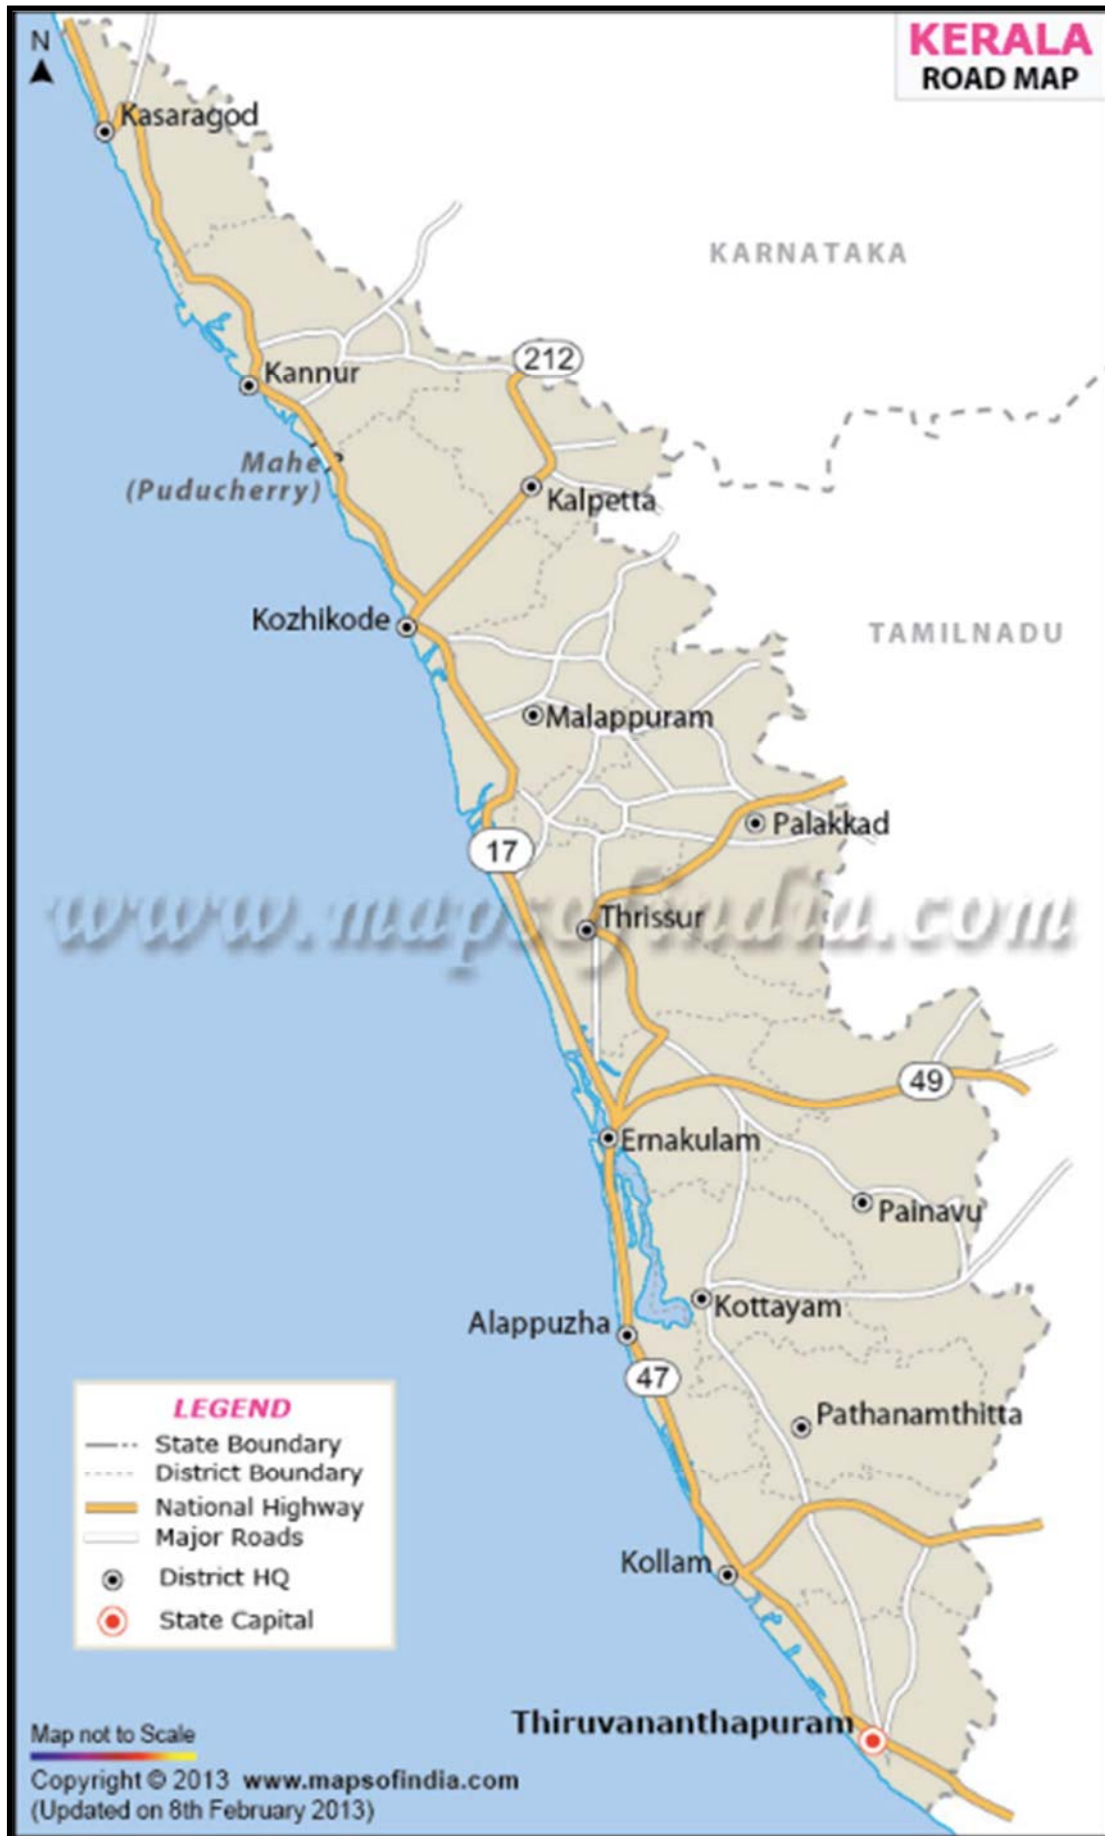 KERALA
ROAD MAP
N
Kasaragod
KARNATAKA
212
Kannur
Mahe
(Puducherry)
Kalpetta
Kozhikode
TAMILNADU
Malappuram
Palakkad
17
www.mapsofindia.com
Thrissur
49
Ernakulam
Painavu
Kottayam
Alappuzha
47
Pathanamthitta
LEGEND
State Boundary
District Boundary
National Highway
Major Roads
District HQ
State Capital
Kollam
Thiruvananthapuram
Map not to Scale
Copyright © 2013 www.mapsofindia.com
(Updated on 8th February 2013)